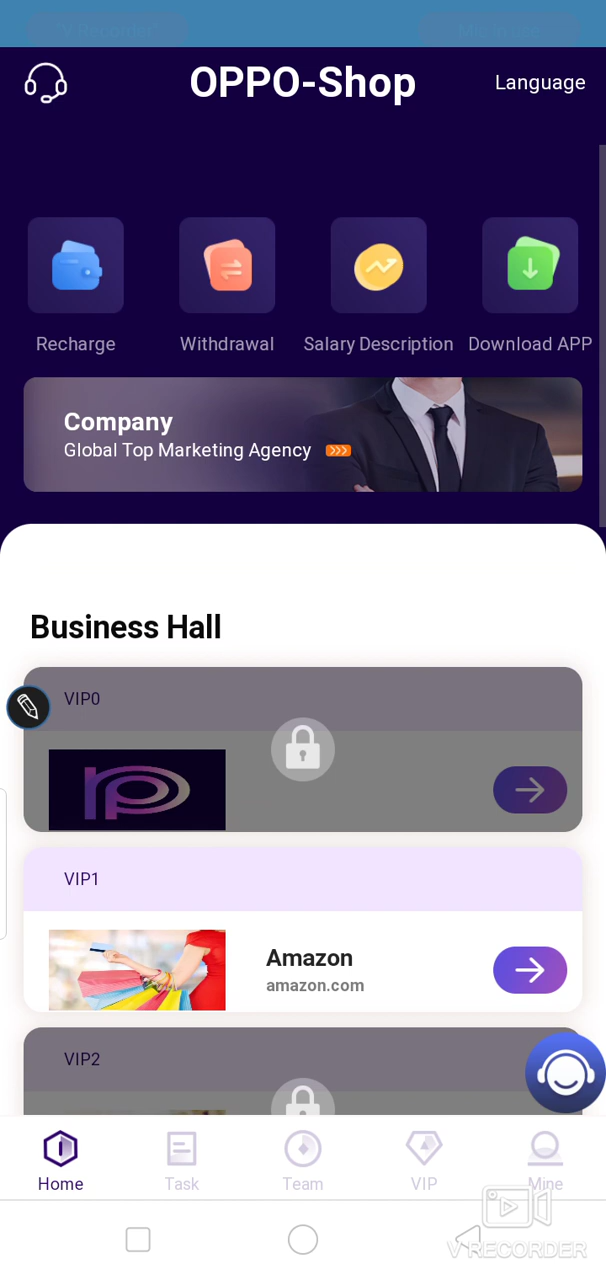 OPPO-Shop
Language
Recharge
Withdrawal
Salary Description
Download APP
Company
Global Top Marketing Agency
Business Hall
VIP0
VIP1
Amazon
amazon.com
VIP2
Home
Task
Team
VIP
Mine
V RECORDER